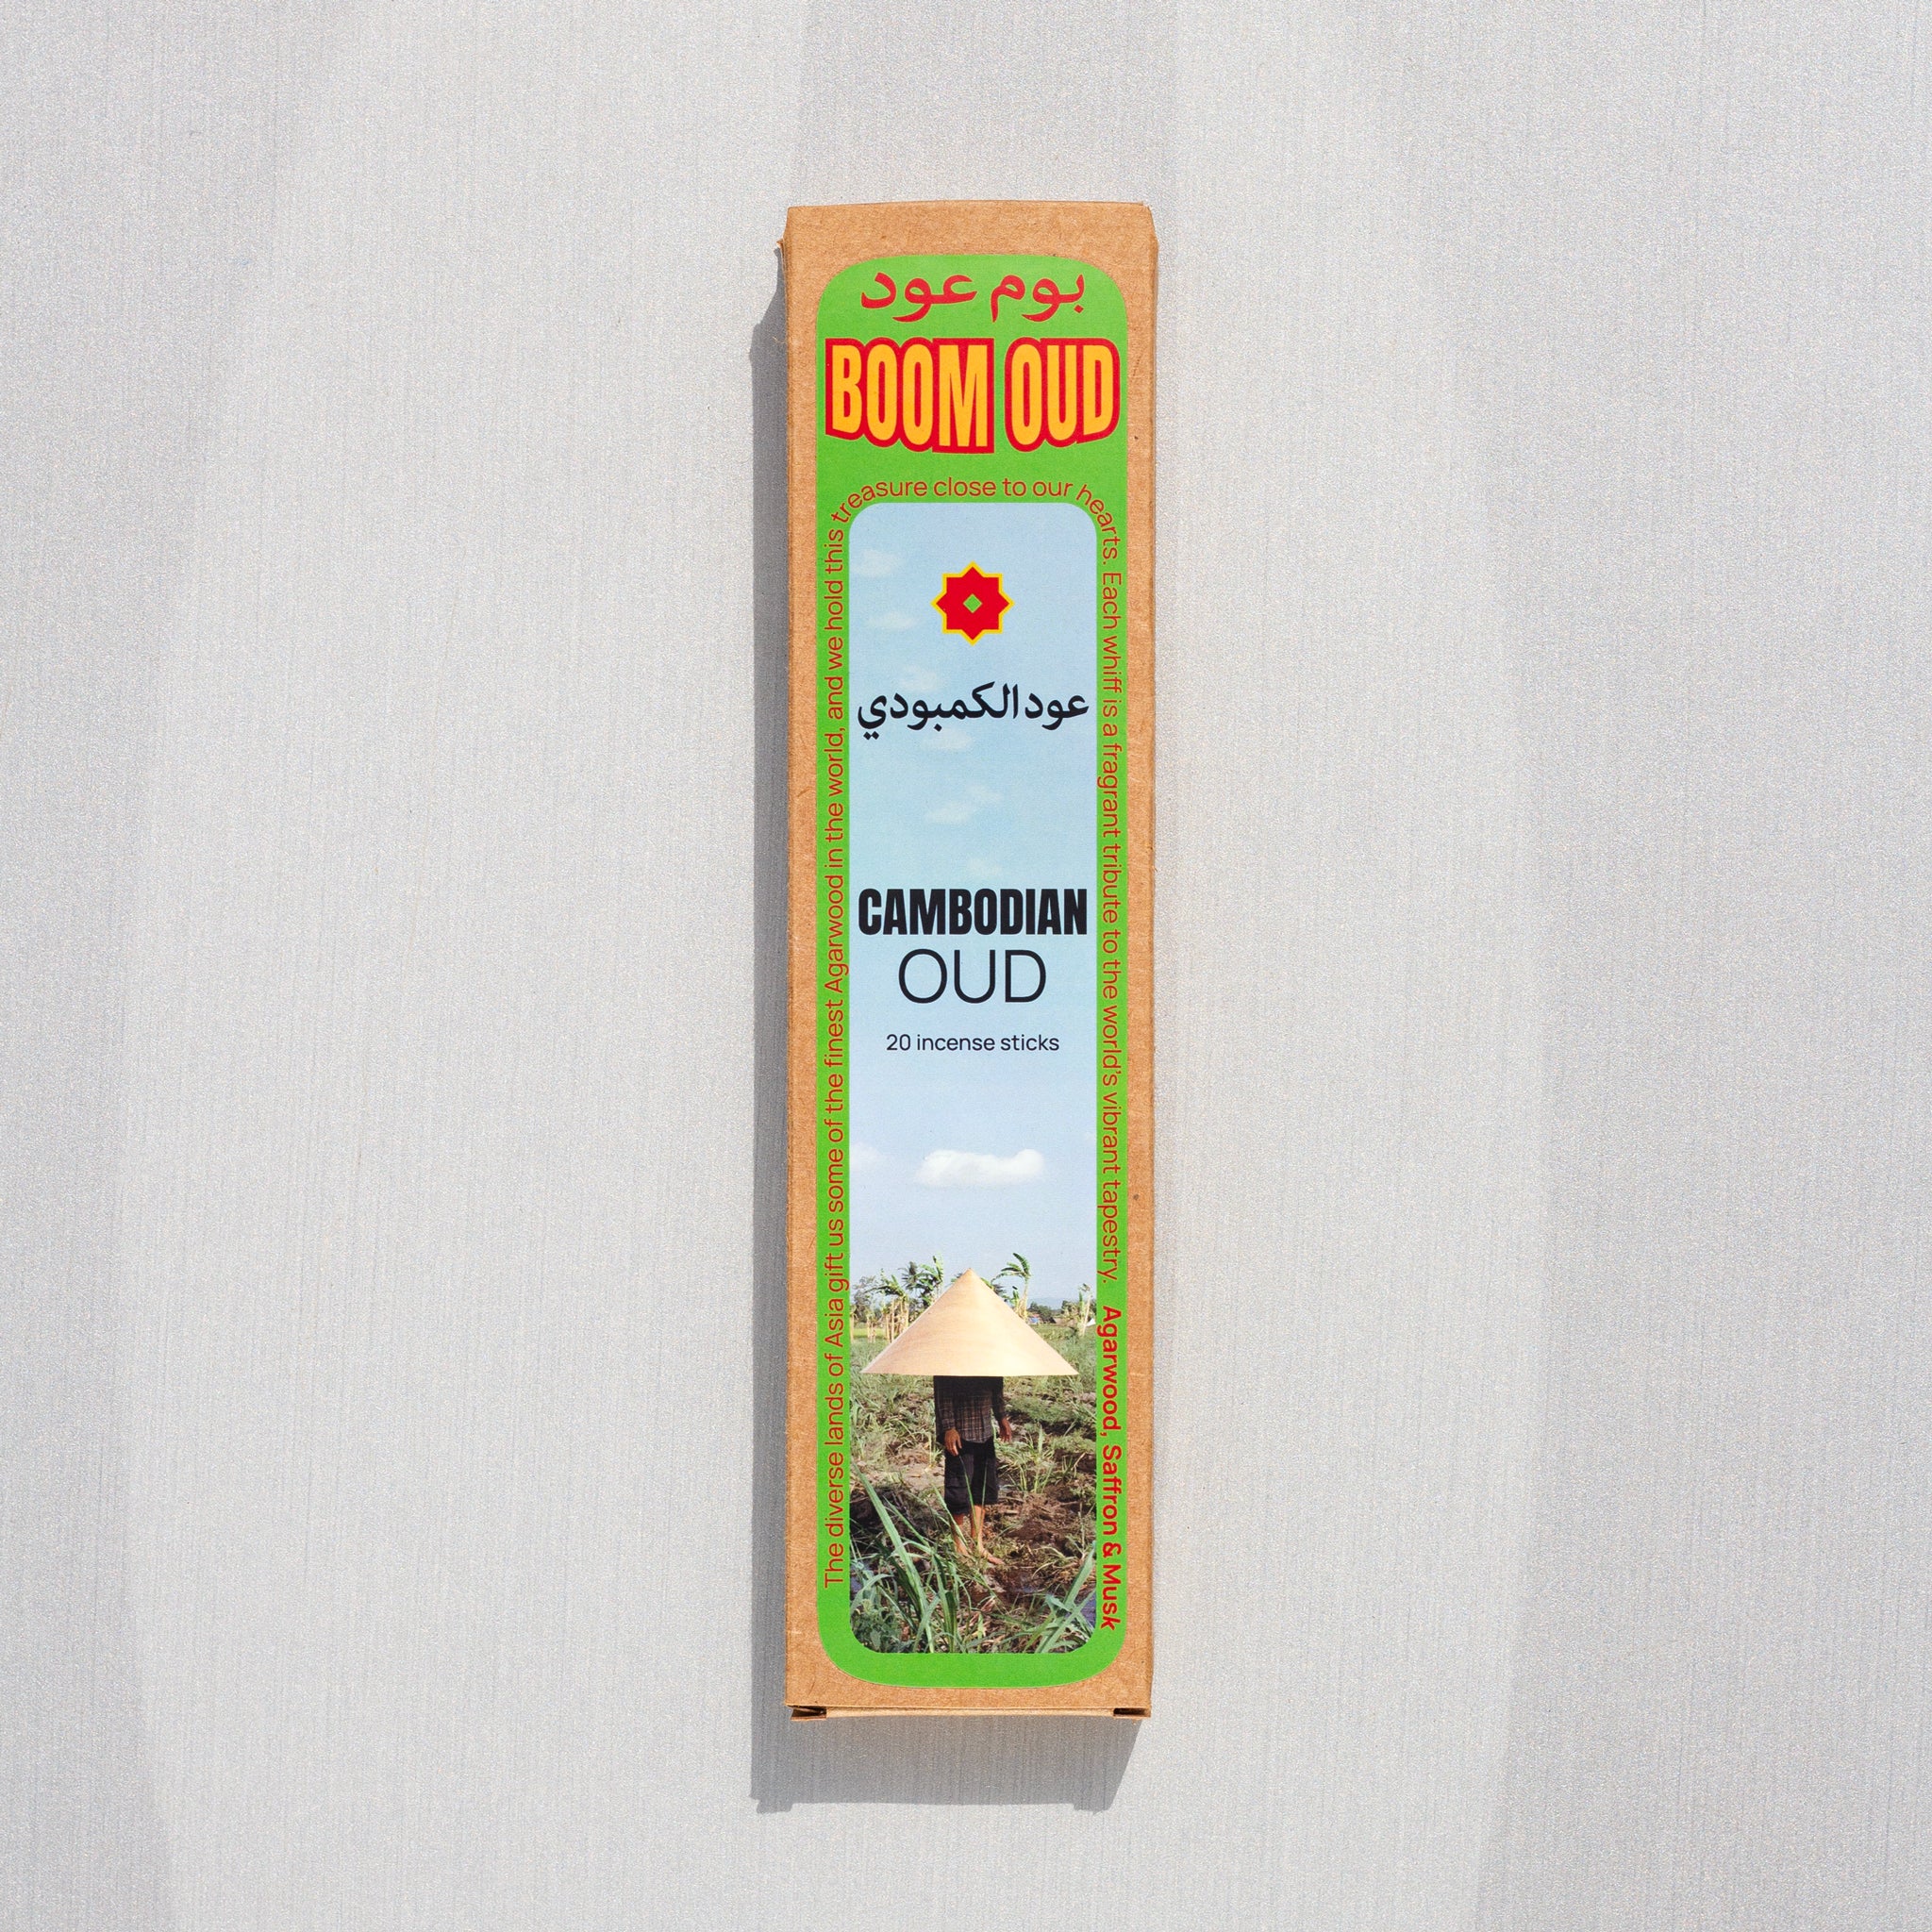 بوم عود
BOOM OUD
The diverse lands of Asia gift us some of the finest Agarwood in the world, and we hold this treasure close to our hearts. Each whiff is a fragrant tribute to the world's vibrant tapestry. Agarwood, Saffron & Musk
عود الكمبودي
CAMBODIAN
OUD
20 incense sticks